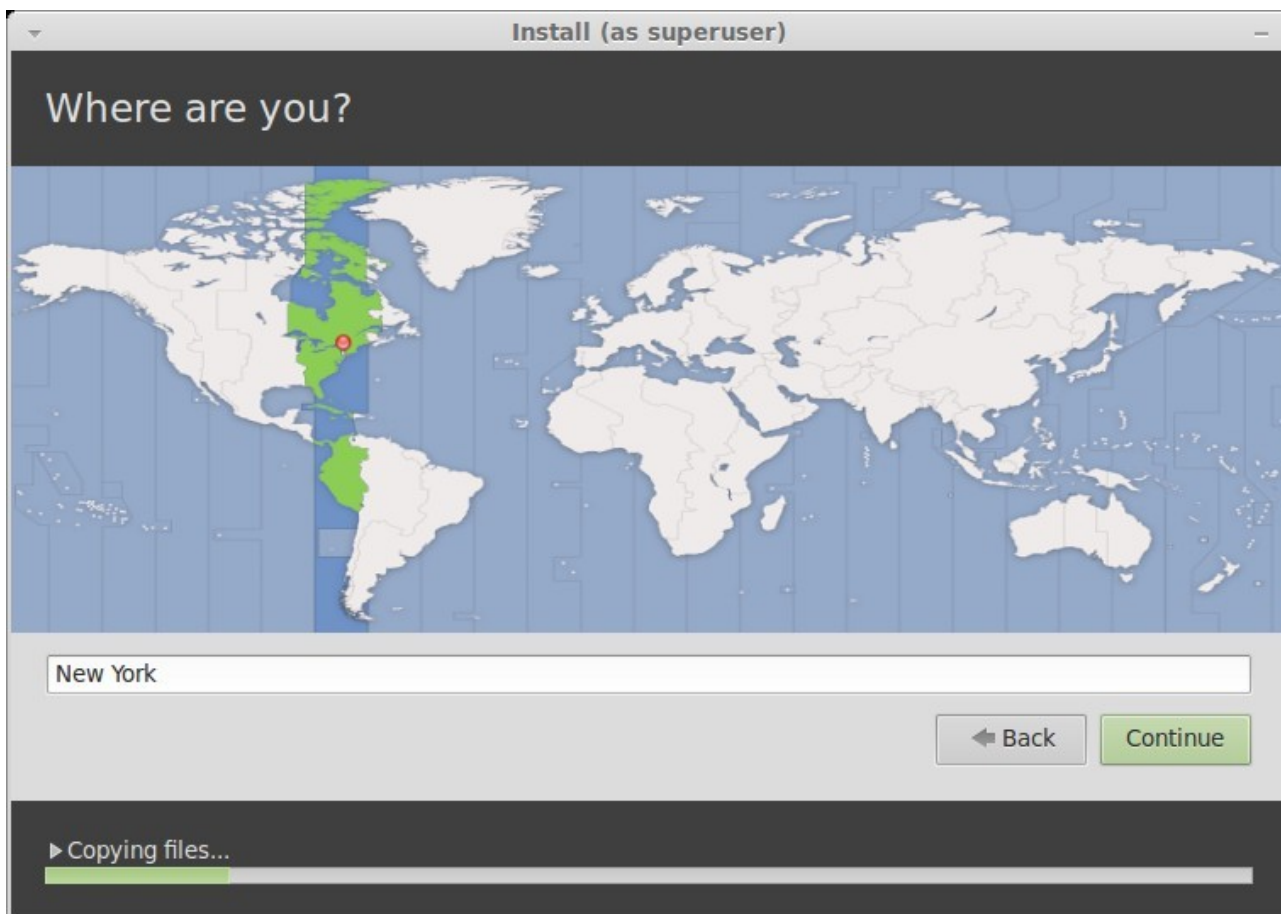 Install (as superuser)
Where are you?
New York
Back
Continue
Copying files...